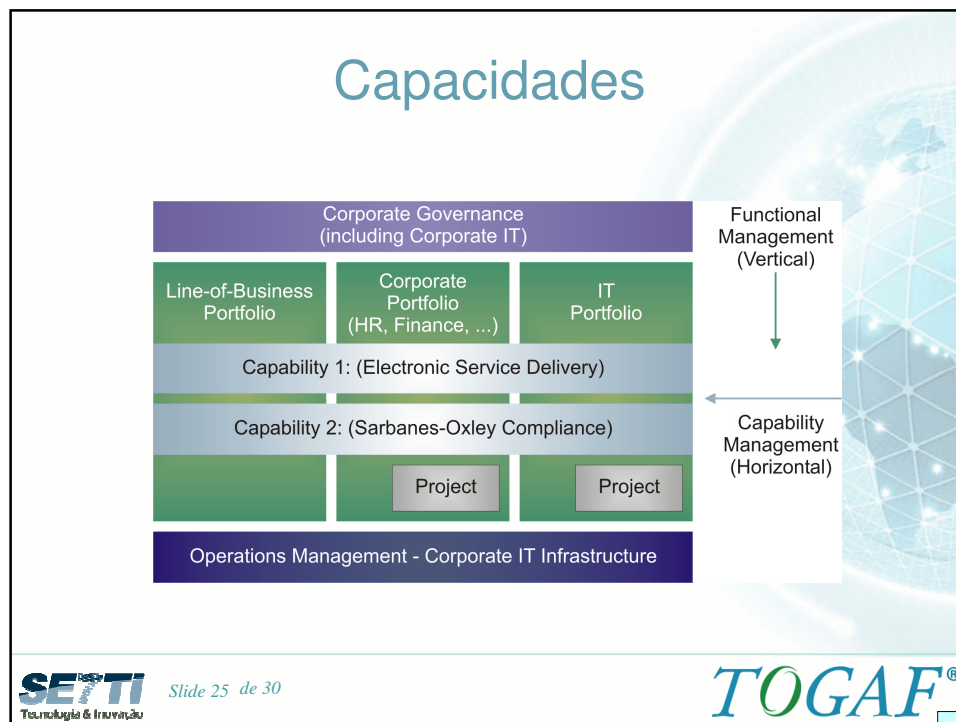 Capacidades
Corporate Governance
(including Corporate IT)
Functional
Management
(Vertical)
Line-of-Business
Portfolio
Corporate
Portfolio
(HR, Finance, ...)
IT
Portfolio
Capability 1: (Electronic Service Delivery)
Capability 2: (Sarbanes-Oxley Compliance)
Capability
Management
(Horizontal)
Project
Project
Operations Management - Corporate IT Infrastructure
SETTI
Tecnologia & Inovação
Slide 25 de 30
TOGAF®